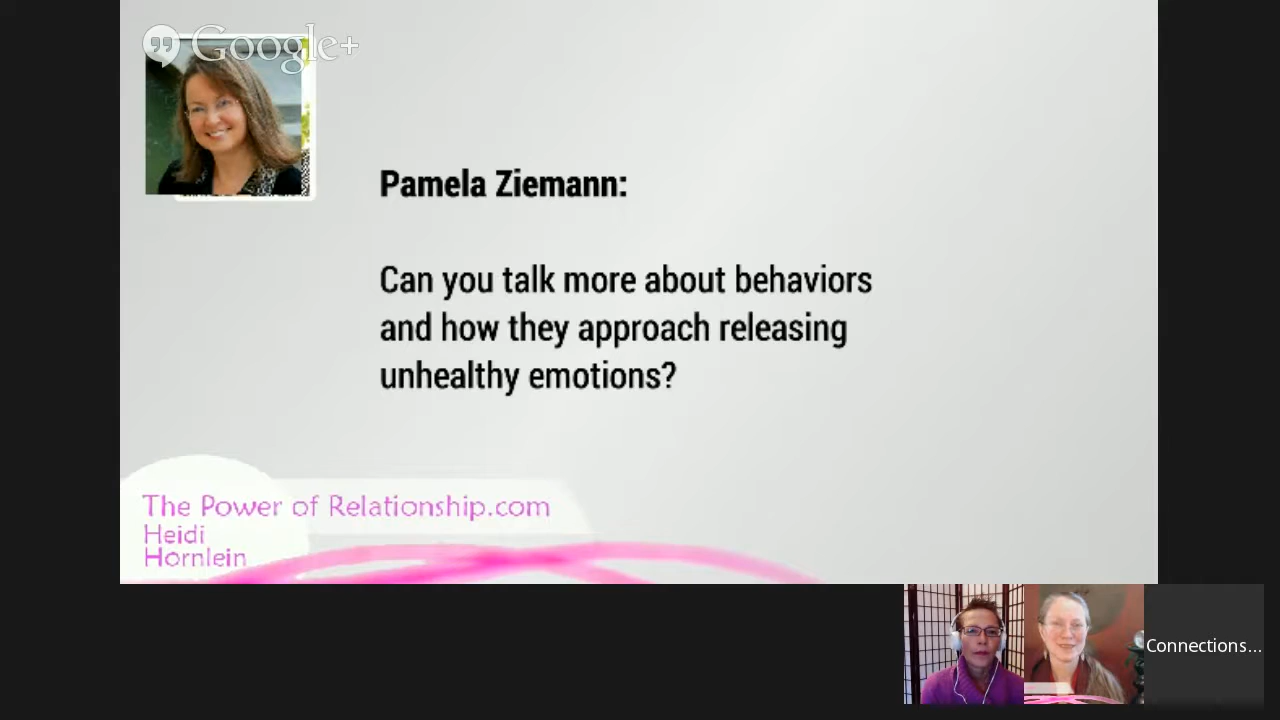 Google+
Pamela Ziemann:
Can you talk more about behaviors
and how they approach releasing
unhealthy emotions?
The Power of Relationship.com
Heidi
Hornlein
Connections...